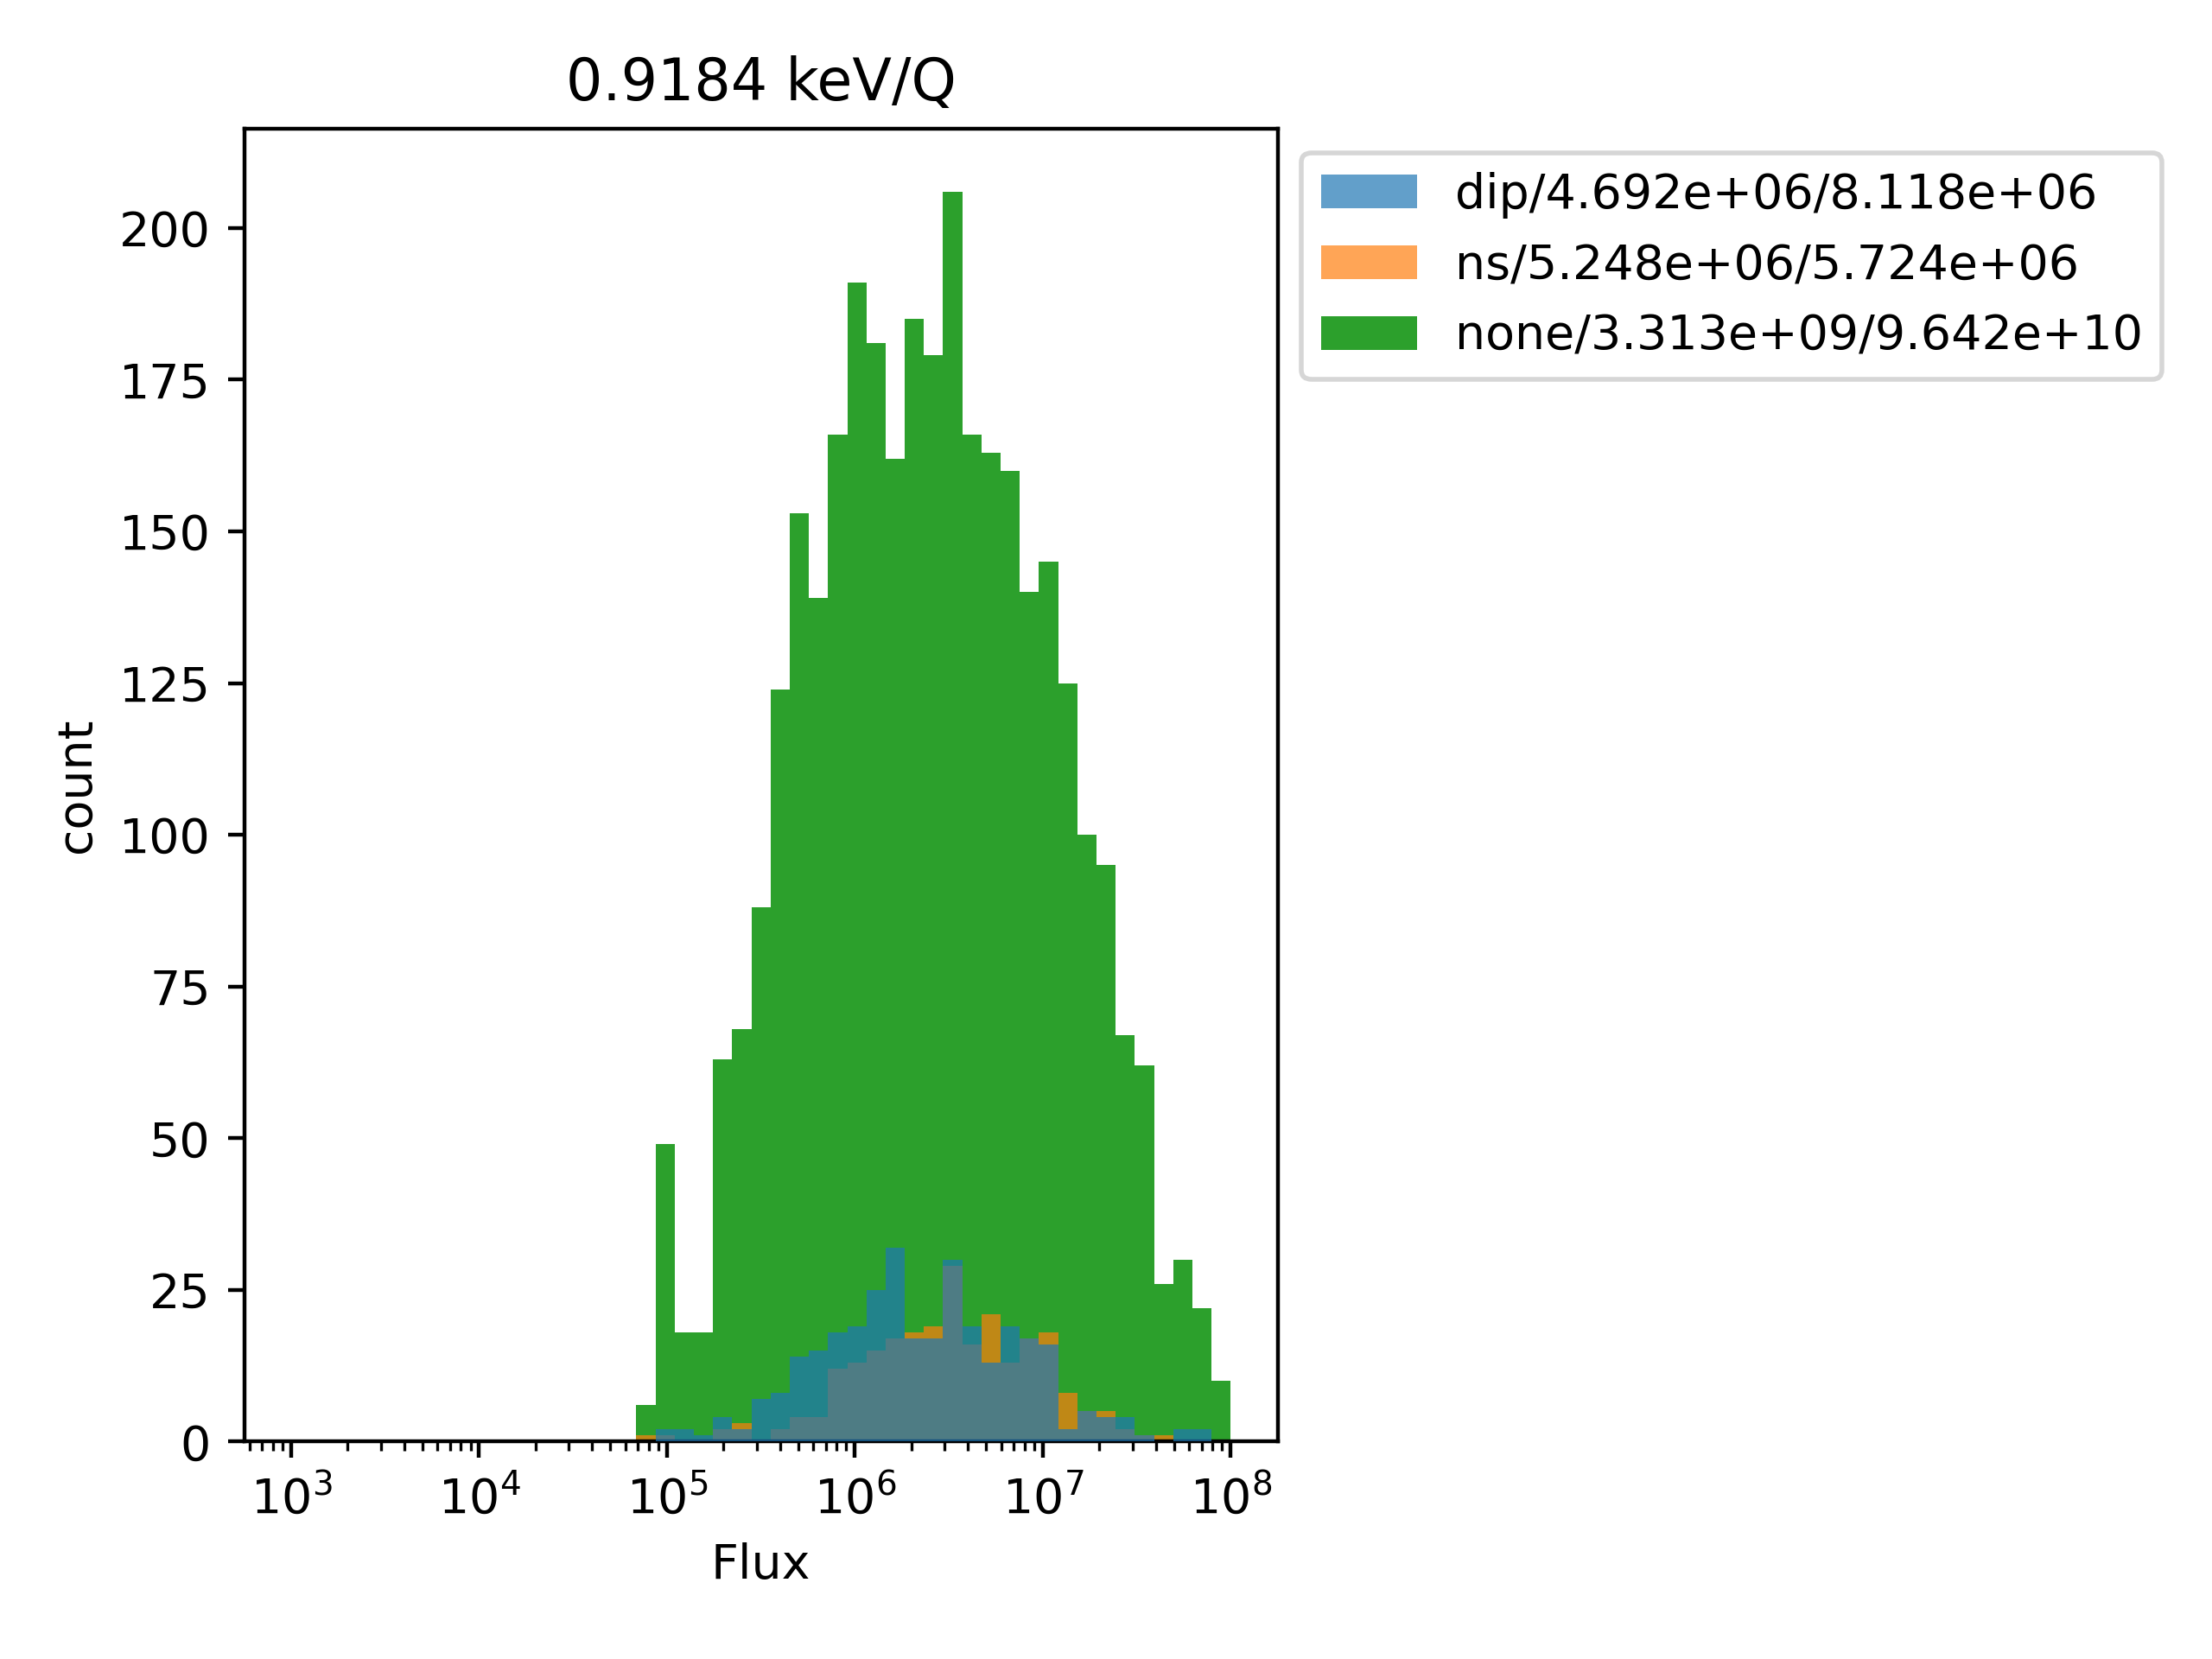 0.9184 keV/Q
dip/4.692e+06/8.118e+06
ns/5.248e+06/5.724e+06
none/3.313e+09/9.642e+10
200
175
150
125
100
75
50
25
0
count
10³ 10⁴ 10⁵ 10⁶ 10⁷ 10⁸
Flux